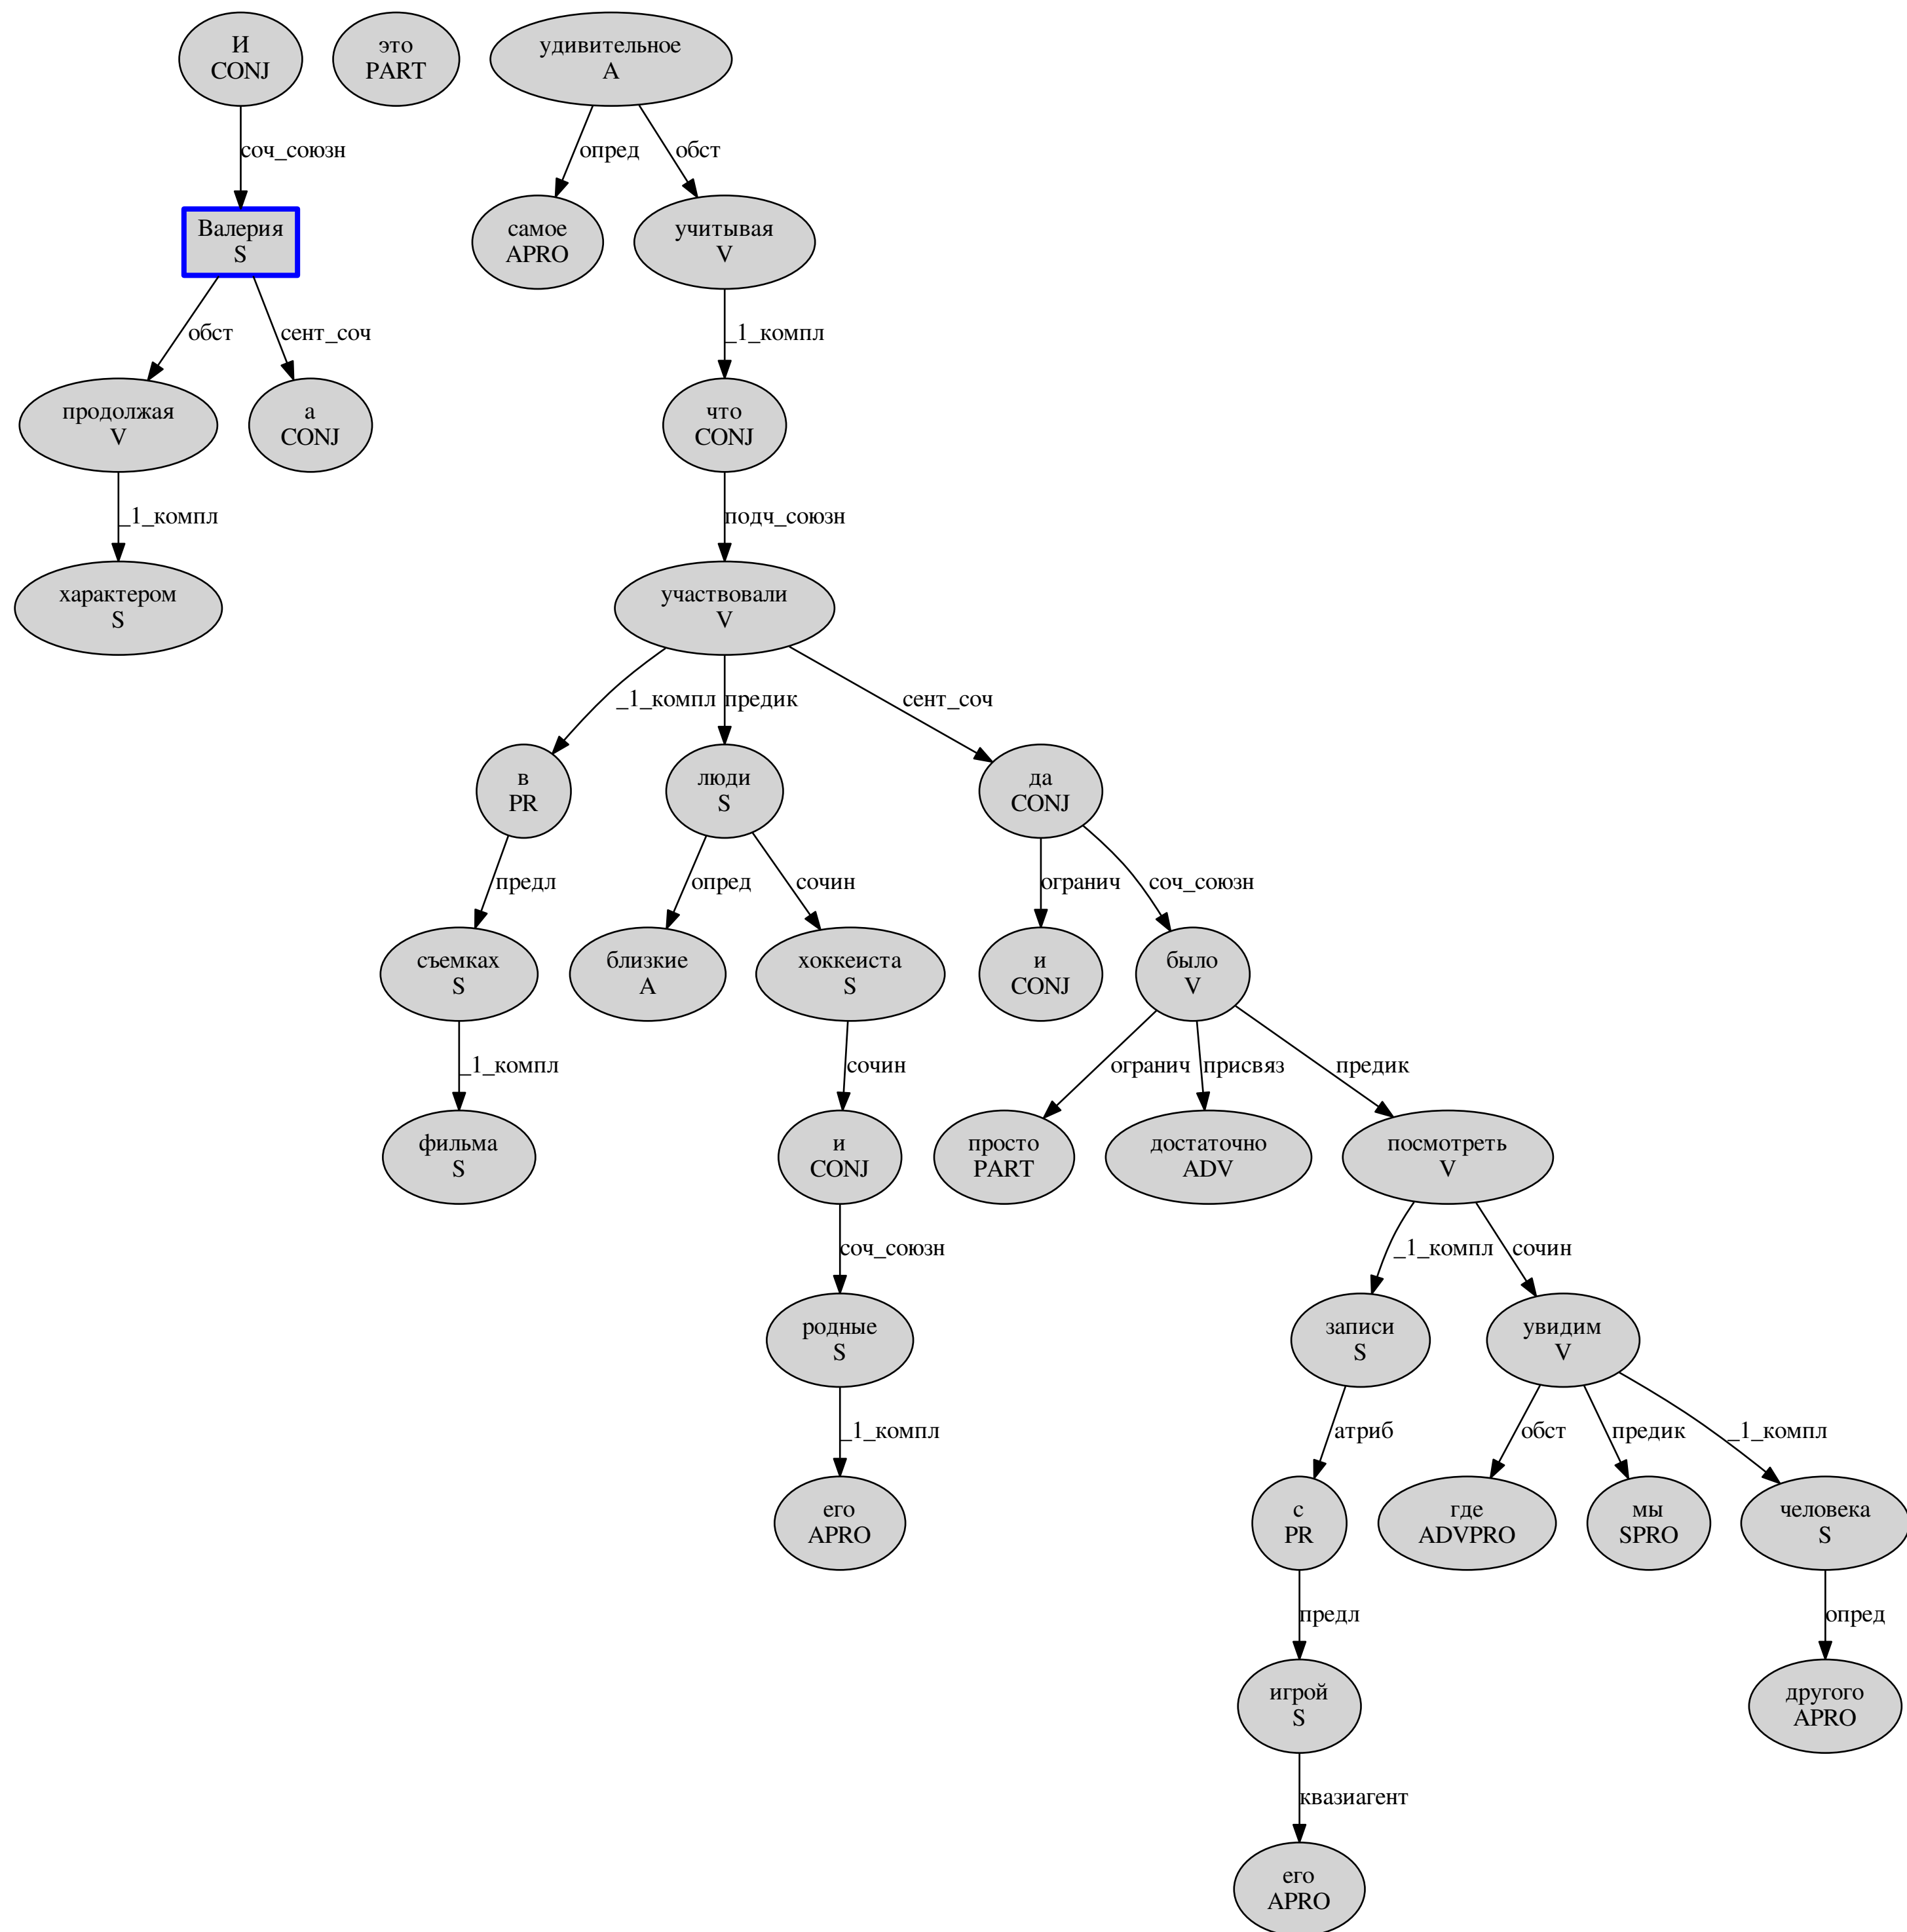 И
CONJ
это
PART
удивительное
A
соч_союзн
опред
обст
Валерия
S
самое
APRO
учитывая
V
обст
сент_соч
_1_компл
продолжая
V
а
CONJ
что
CONJ
_1_компл
подч_союзн
характером
S
участвовали
V
_1_компл
предик
сент_соч
в
PR
люди
S
да
CONJ
предл
опред
сочин
огранич
соч_союзн
съемках
S
близкие
A
хоккеиста
S
и
CONJ
было
V
_1_компл
сочин
огранич
присвяз
предик
фильма
S
и
CONJ
просто
PART
достаточно
ADV
посмотреть
V
соч_союзн
_1_компл
сочин
родные
S
записи
S
увидим
V
_1_компл
атриб
обст
предик
_1_компл
его
APRO
с
PR
где
ADVPRO
мы
SPRO
человека
S
предл
опред
игрой
S
другого
APRO
квазиагент
его
APRO